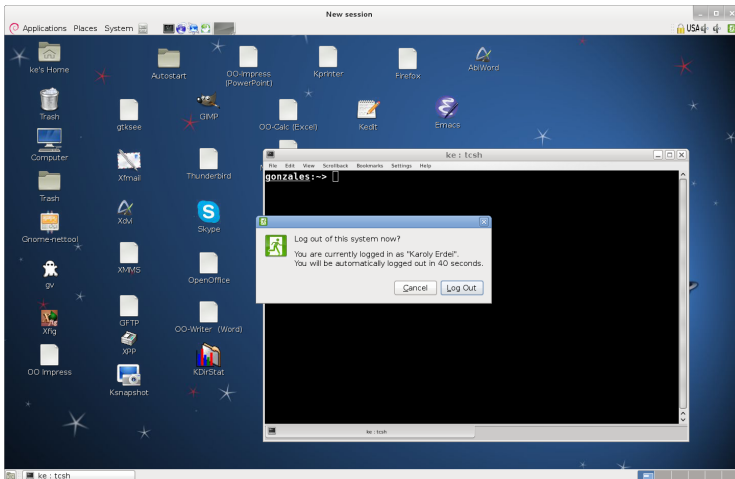 New session
Applications Places System
USA
ke's Home
Autostart
OO-impress
(PowerPoint)
Kprinter
Firefox
AbiWord
Trash
gtksee
GIMP
OO-Calc (Excel)
Kedit
Emacs
Computer
Xfmail
Thunderbird
Trash
Xdvi
Skype
Gnome-nettool
XMMS
OpenOffice
gv
GFTP
OO-Writer (Word)
Xfig
XPP
OO Impress
KDirStat
Ksnapshot
ke : tcsh
File Edit View Scrollback Bookmarks Settings Help
gonzales:~>
Log out of this system now?
You are currently logged in as "Karoly Erdei".
You will be automatically logged out in 40 seconds.
Cancel Log Out
ke : tcsh
ke : tcsh